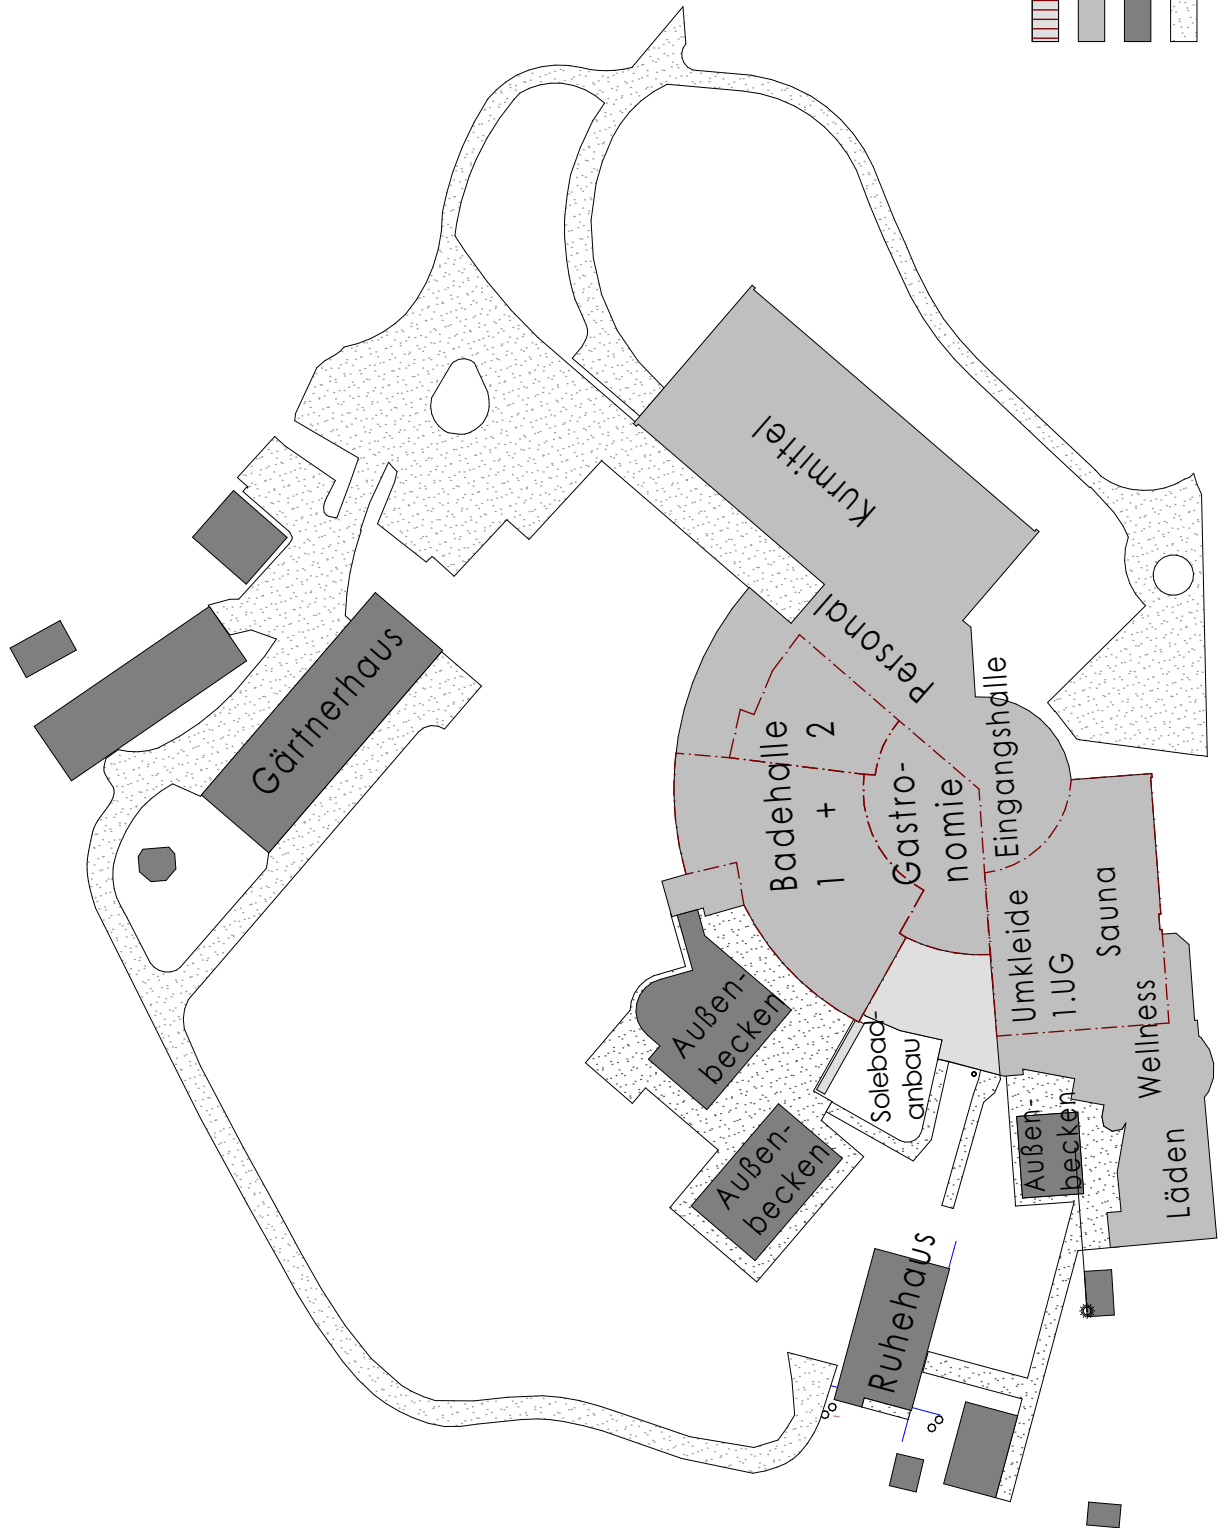 Kurmittel
Personal
Gärtnerhaus
Badehalle
1 + 2
Gastro-
nomie
Eingangshalle
Umkleide
1.UG
Sauna
Wellness
Läden
Außen-
becken
Solebad-
anbau
Außen-
becken
Außen-
becken
Ruhehaus